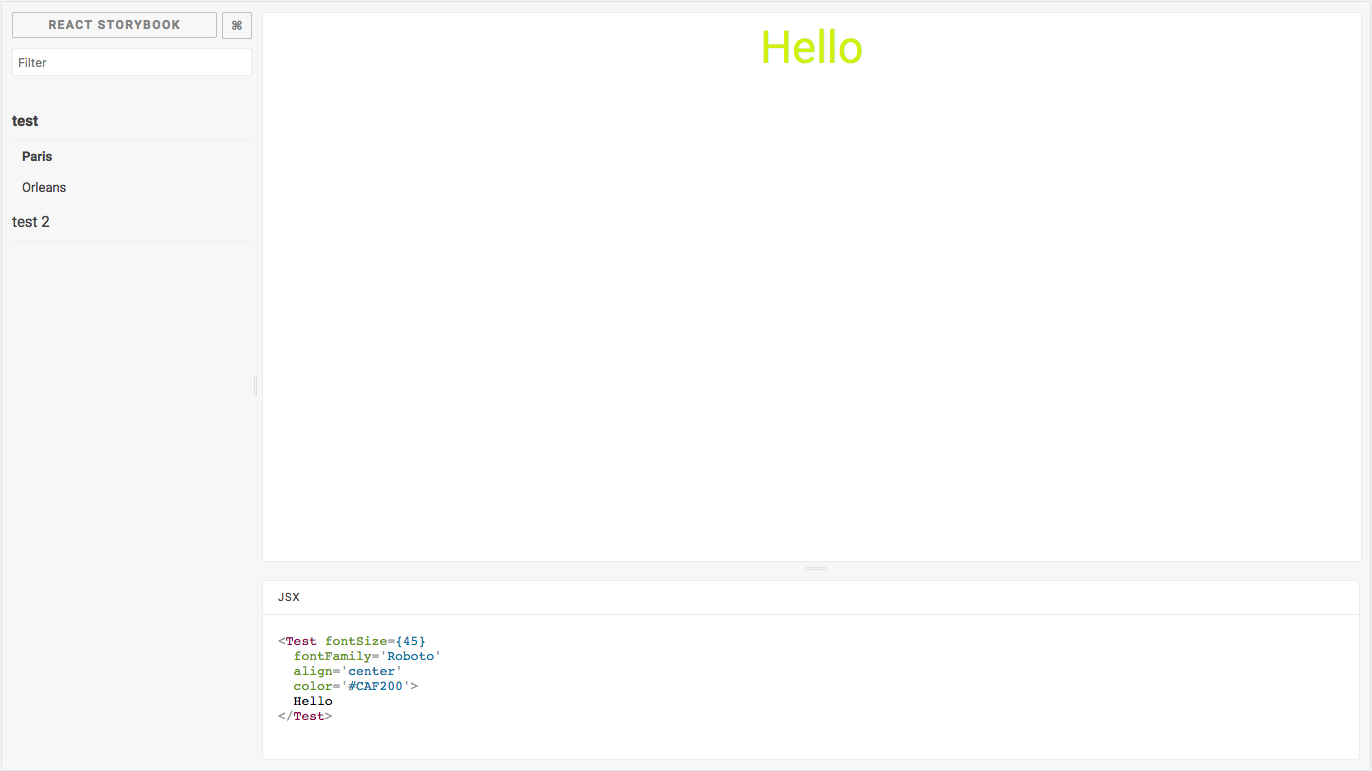 REACT STORYBOOK ⌘
Filter
test
Paris
Orleans
test 2
Hello
JSX
<Test fontSize={45}
  fontFamily='Roboto'
  align='center'
  color='#CAF200'>
  Hello
</Test>